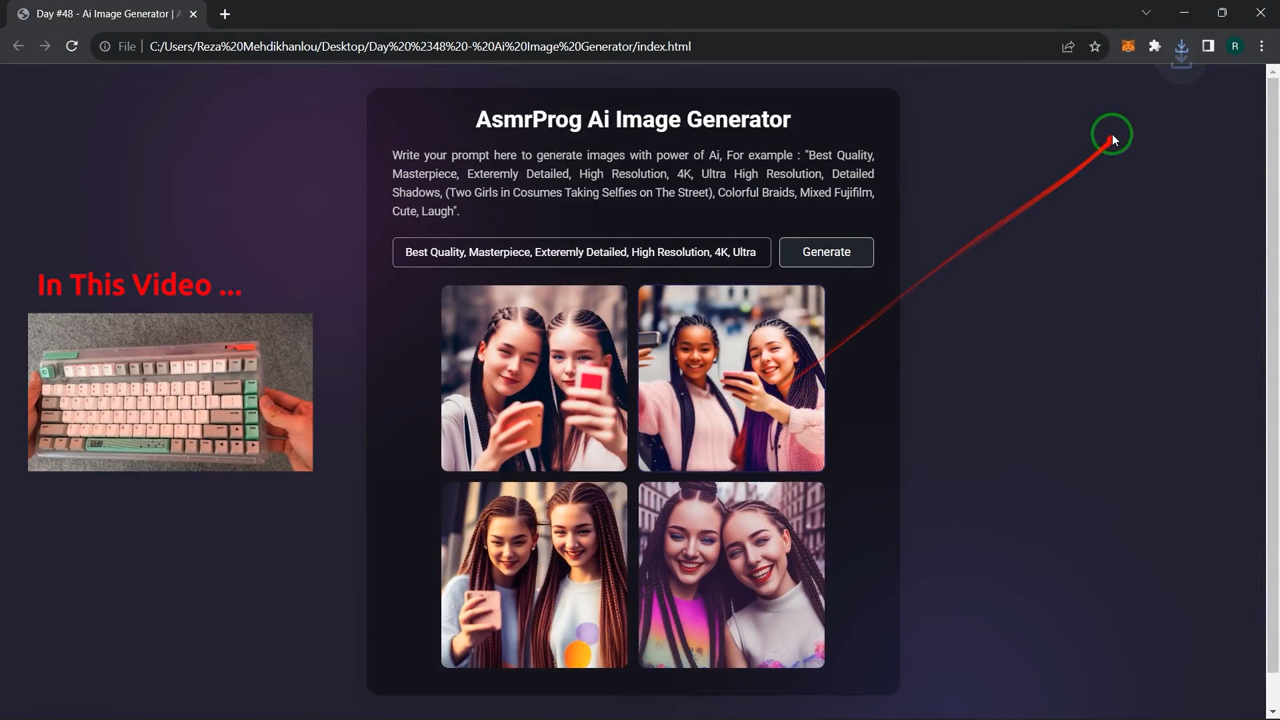 Day #48 - Ai Image Generator | A
File
C:/Users/Reza%20Mehdikhanlou/Desktop/Day%20%2348%20-%20Ai%20Image%20Generator/index.html
R
AsmrProg Ai Image Generator
Write your prompt here to generate images with power of Ai, For example : "Best Quality,
Masterpiece, Exteremly Detailed, High Resolution, 4K, Ultra High Resolution, Detailed
Shadows, (Two Girls in Cosumes Taking Selfies on The Street), Colorful Braids, Mixed Fujifilm,
Cute, Laugh".
Best Quality, Masterpiece, Exteremly Detailed, High Resolution, 4K, Ultra
Generate
In This Video ...